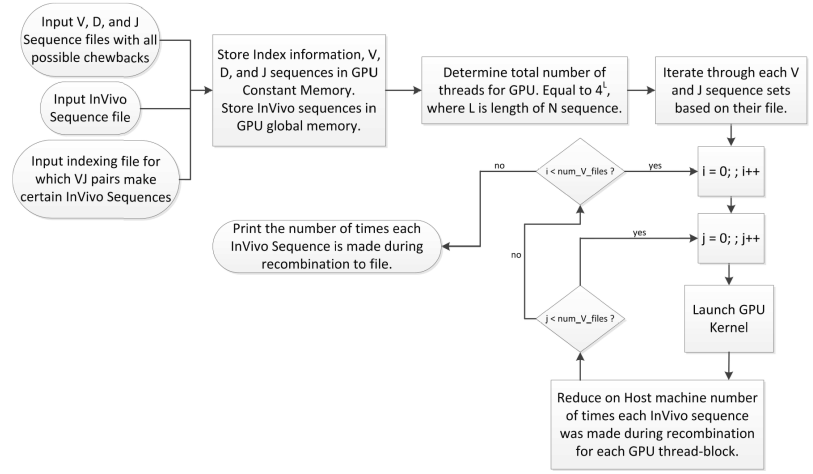 Input V, D, and J
Sequence files with all
possible chewbacks
Input InVivo
Sequence file
Input indexing file for
which VJ pairs make
certain InVivo Sequences
Store Index information, V,
D, and J sequences in GPU
Constant Memory.
Store InVivo sequences in
GPU global memory.
Determine total number of
threads for GPU. Equal to 4^L,
where L is length of N sequence.
Iterate through each V
and J sequence sets
based on their file.
i = 0; ; i++
j = 0; ; j++
Launch GPU
Kernel
Reduce on Host machine number
of times each InVivo sequence
was made during recombination
for each GPU thread-block.
j < num_V_files ?
yes
no
i < num_V_files ?
yes
no
Print the number of times each
InVivo Sequence is made during
recombination to file.